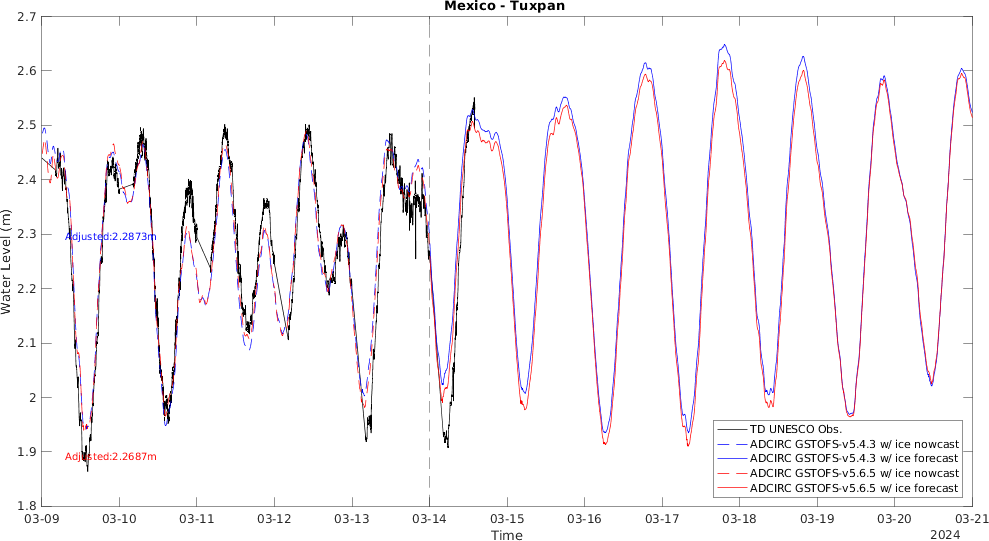 Mexico - Tuxpan
2.7
2.6
2.5
2.4
2.3
2.2
2.1
2
1.9
1.8
Water Level (m)
Adjusted:2.2873m
Adjusted:2.2687m
TD UNESCO Obs.
ADCIRC GSTOFS-v5.4.3 w/ ice nowcast
ADCIRC GSTOFS-v5.4.3 w/ ice forecast
ADCIRC GSTOFS-v5.6.5 w/ ice nowcast
ADCIRC GSTOFS-v5.6.5 w/ ice forecast
03-09 03-10 03-11 03-12 03-13 03-14 03-15 03-16 03-17 03-18 03-19 03-20 03-21
Time
2024